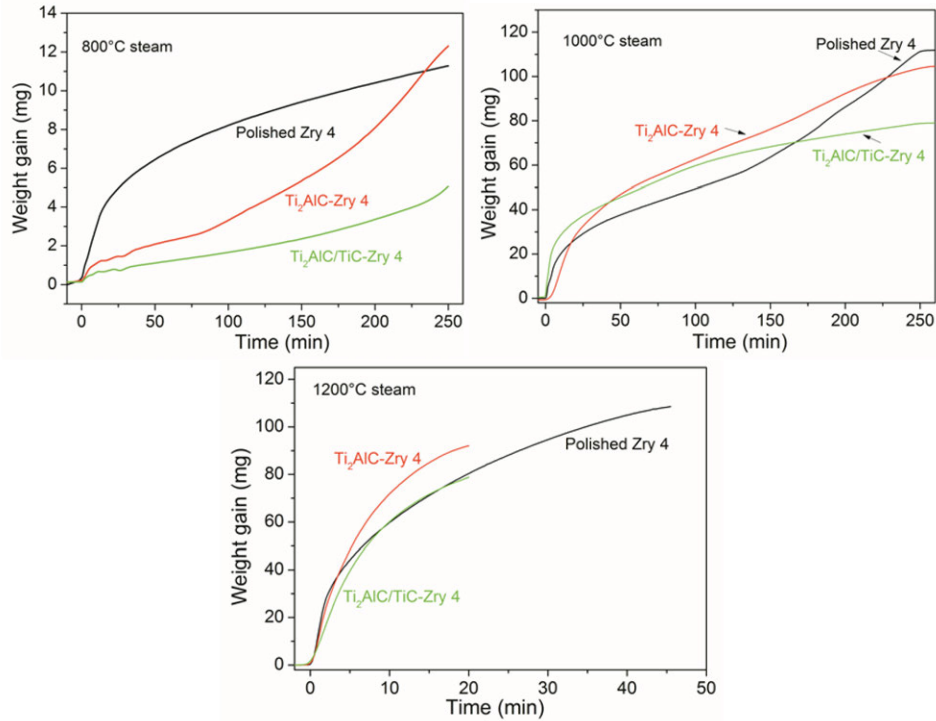 14
12
10
8
6
4
2
0
Weight gain (mg)
800°C steam
Polished Zry 4
Ti₂AlC-Zry 4
Ti₂AlC/TiC-Zry 4
0 50 100 150 200 250
Time (min)
120
100
80
60
40
20
0
Weight gain (mg)
1000°C steam
Polished Zry 4
Ti₂AlC-Zry 4
Ti₂AlC/TiC-Zry 4
0 50 100 150 200 250
Time (min)
120
100
80
60
40
20
0
Weight gain (mg)
1200°C steam
Ti₂AlC-Zry 4
Polished Zry 4
Ti₂AlC/TiC-Zry 4
0 10 20 30 40 50
Time (min)